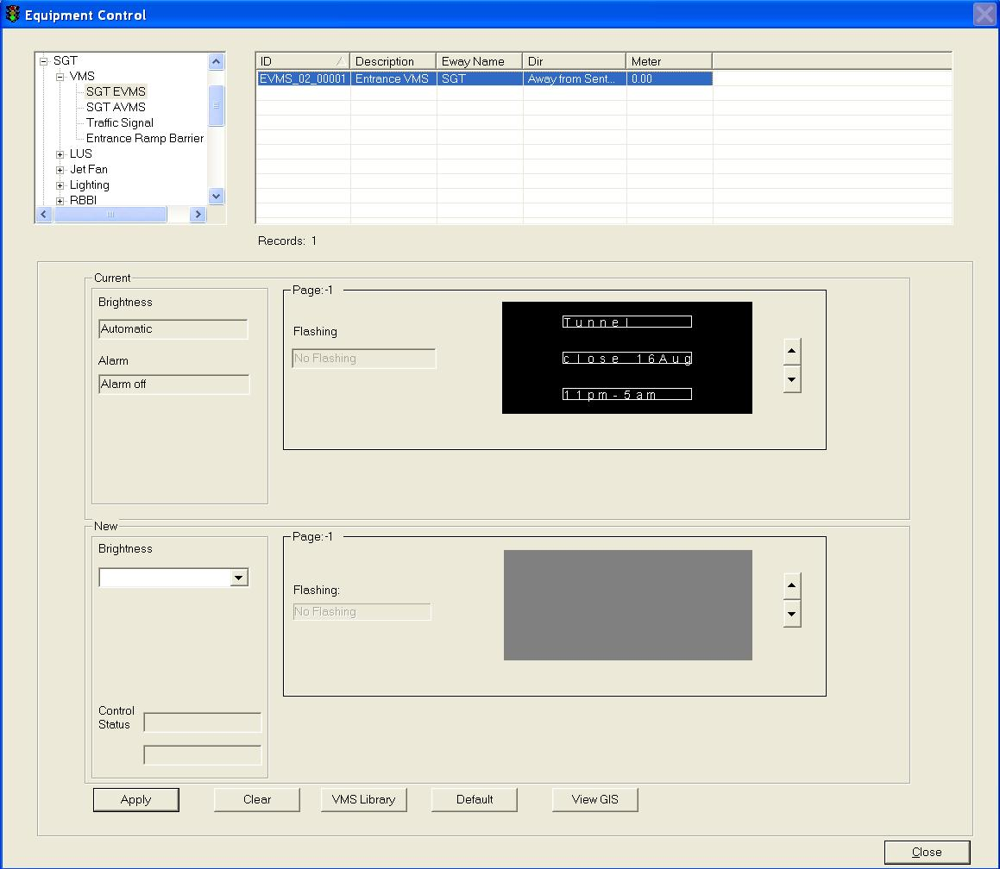 Equipment Control
SGT
VMS
SGT EVMS
SGT AVMS
Traffic Signal
Entrance Ramp Barrier
LUS
Jet Fan
Lighting
RBBI
ID Description Eway Name Dir Meter
EVMS_02_00001 Entrance VMS SGT Away from Sent... 0.00
Records: 1
Current
Brightness
Automatic
Alarm
Alarm off
Page:-1
Flashing
No Flashing
Tunnel
close 16Aug
11pm-5am
New
Brightness
Control
Status
Page:-1
Flashing:
No Flashing
Apply Clear VMS Library Default View GIS
Close